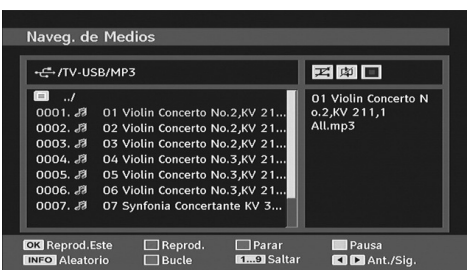 Naveg. de Medios
/TV-USB/MP3
../
0001. 01 Violin Concerto No.2,KV 21...
0002. 02 Violin Concerto No.2,KV 21...
0003. 03 Violin Concerto No.2,KV 21...
0004. 04 Violin Concerto No.3,KV 21...
0005. 05 Violin Concerto No.3,KV 21...
0006. 06 Violin Concerto No.3,KV 21...
0007. 07 Synfonia Concertante KV 3...
01 Violin Concerto N
o.2,KV 211,1
All.mp3
OK Reprod.Este Reprod. Parar Pausa
INFO Aleatorio Bucle 1...9 Saltar Ant./Sig.